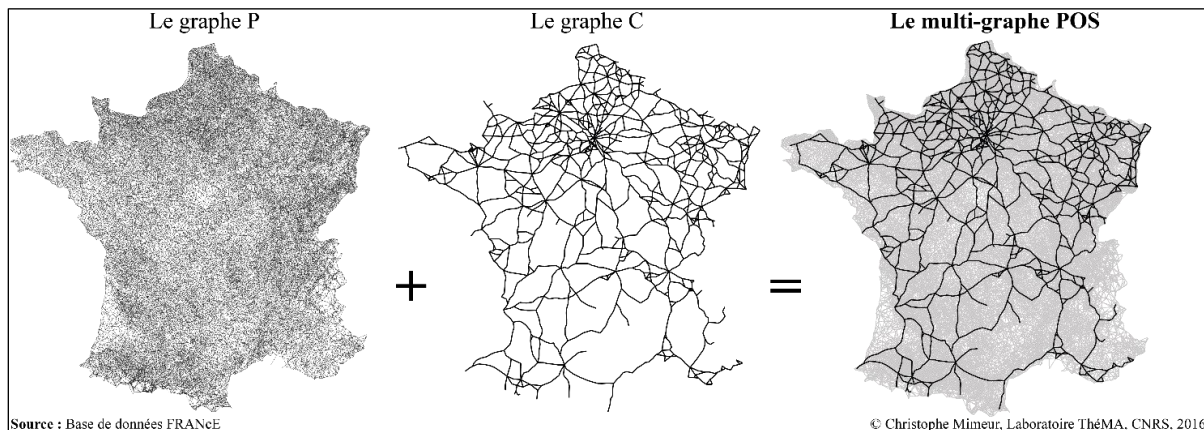 Le graphe P
Le graphe C
Le multi-graphe POS
+
=
Source : Base de données FRANcE
© Christophe Mimeur, Laboratoire ThéMA, CNRS, 2016